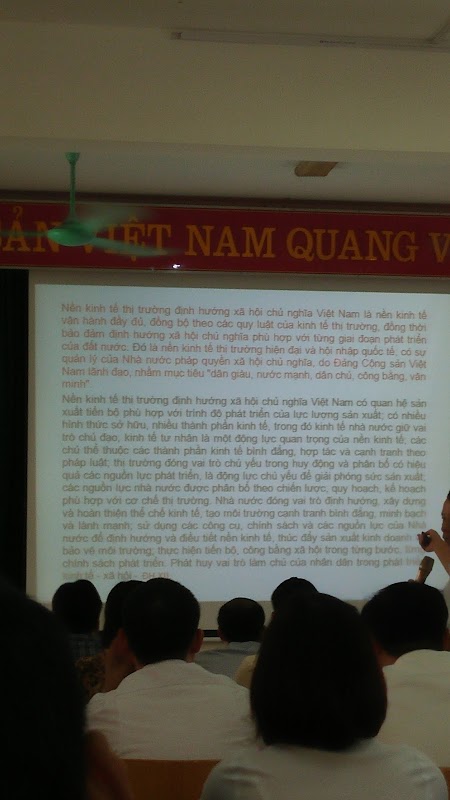 ẢN VIỆT NAM QUANG V
Nền kinh tế thị trường định hướng xã hội chủ nghĩa Việt Nam là nền kinh tế
vận hành đầy đủ, đồng bộ theo các quy luật của kinh tế thị trường, đồng thời
bảo đảm định hướng xã hội chủ nghĩa phù hợp với từng giai đoạn phát triển
của đất nước. Đó là nền kinh tế thị trường hiện đại và hội nhập quốc tế, có sự
quản lý của Nhà nước pháp quyền xã hội chủ nghĩa, do Đảng Cộng sản Việt
Nam lãnh đạo, nhằm mục tiêu "dân giàu, nước mạnh, dân chủ, công bằng, văn
minh"
Nền kinh tế thị trường định hướng xã hội chủ nghĩa Việt Nam có quan hệ sản
xuất tiến bộ phù hợp với trình độ phát triển của lực lượng sản xuất; có nhiều
hình thức sở hữu, nhiều thành phần kinh tế, trong đó kinh tế nhà nước giữ vai
trò chủ đạo, kinh tế tư nhân là một động lực quan trọng của nền kinh tế; các
chủ thể thuộc các thành phần kinh tế bình đẳng, hợp tác và cạnh tranh theo
pháp luật; thị trường đóng vai trò chủ yếu trong huy động và phân bổ có hiệu
quả các nguồn lực phát triển, là động lực chủ yếu để giải phóng sức sản xuất;
các nguồn lực nhà nước được phân bổ theo chiến lược, quy hoạch, kế hoạch
phù hợp với cơ chế thị trường. Nhà nước đóng vai trò định hướng, xây dựng
và hoàn thiện thể chế kinh tế, tạo môi trường cạnh tranh bình đẳng, minh bạch
và lành mạnh; sử dụng các công cụ, chính sách và các nguồn lực của Nhà
nước để định hướng và điều tiết nền kinh tế, thúc đẩy sản xuất kinh doanh
bảo vệ môi trường; thực hiện tiến bộ, công bằng xã hội trong từng bước, từng
chính sách phát triển. Phát huy vai trò làm chủ của nhân dân trong phát triển
kinh tế - xã hội - ĐH XII